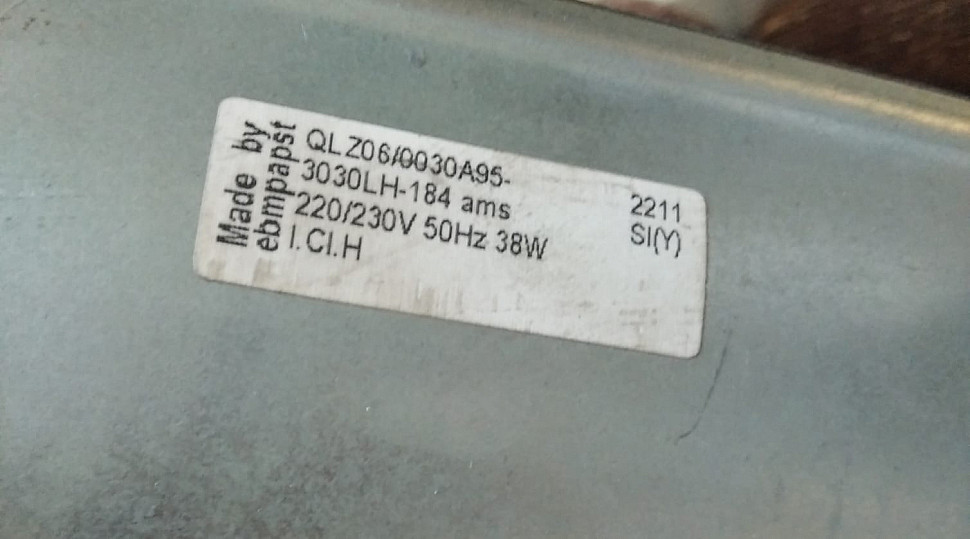 Made by
ebmpapst
QLZ06/0030A95-
3030LH-184 ams
220/230V 50Hz 38W
I.Cl.H
2211
SI(Y)